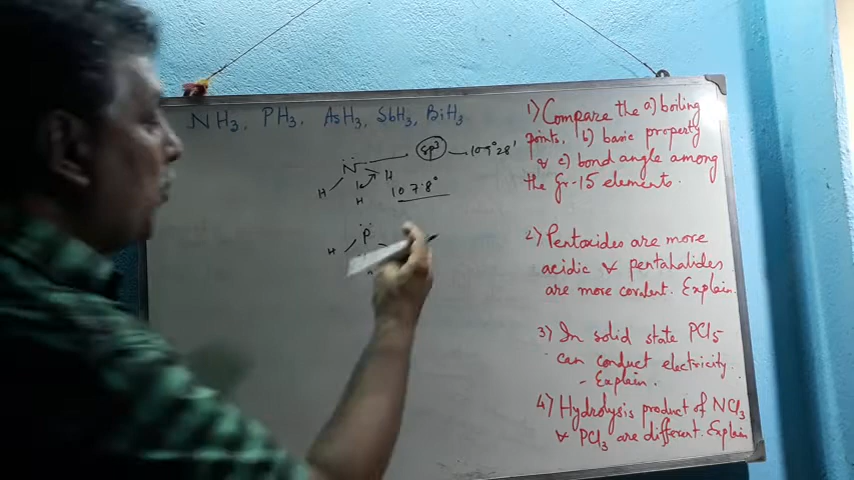 NH3, PH3, AsH3, SbH3, BiH3
N sp3 109°28'
H H
H 107.8°
P
H
1) Compare the a) boiling
points, b) basic property
& c) bond angle among
the Gr-15 elements.
2) Pentoxides are more
acidic & pentahalides
are more covalent. Explain.
3) In solid state PCl5
can conduct electricity.
- Explain.
4) Hydrolysis product of NCl3
& PCl3 are different. Explain